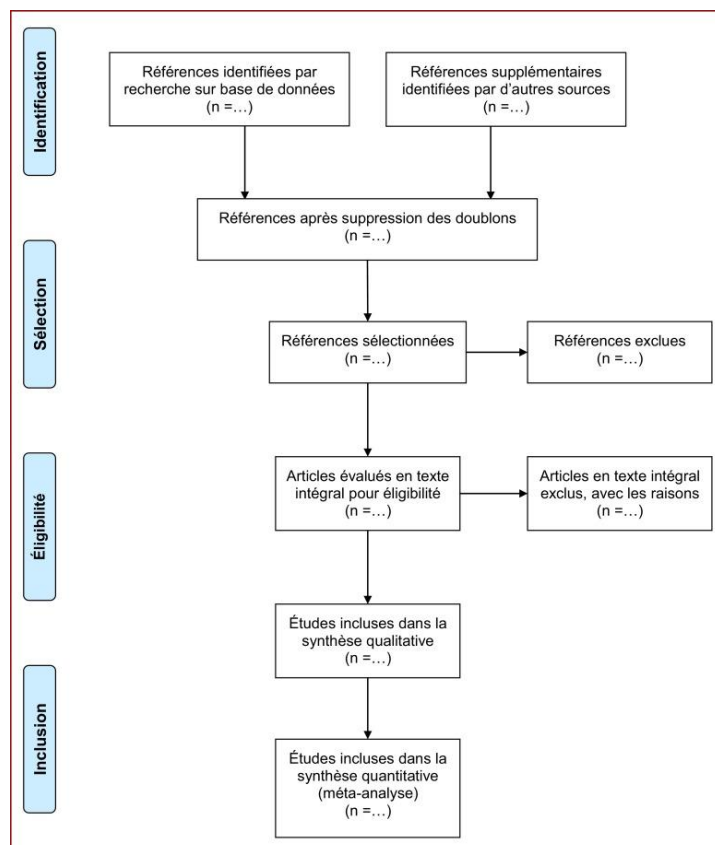 Identification
Références identifiées par
recherche sur base de données
(n =…)
Références supplémentaires
identifiées par d’autres sources
(n =…)
Références après suppression des doublons
(n =…)
Sélection
Références sélectionnées
(n =…)
Références exclues
(n =…)
Éligibilité
Articles évalués en texte
intégral pour éligibilité
(n =…)
Articles en texte intégral
exclus, avec les raisons
(n =…)
Études incluses dans la
synthèse qualitative
(n =…)
Inclusion
Études incluses dans la
synthèse quantitative
(méta-analyse)
(n =…)